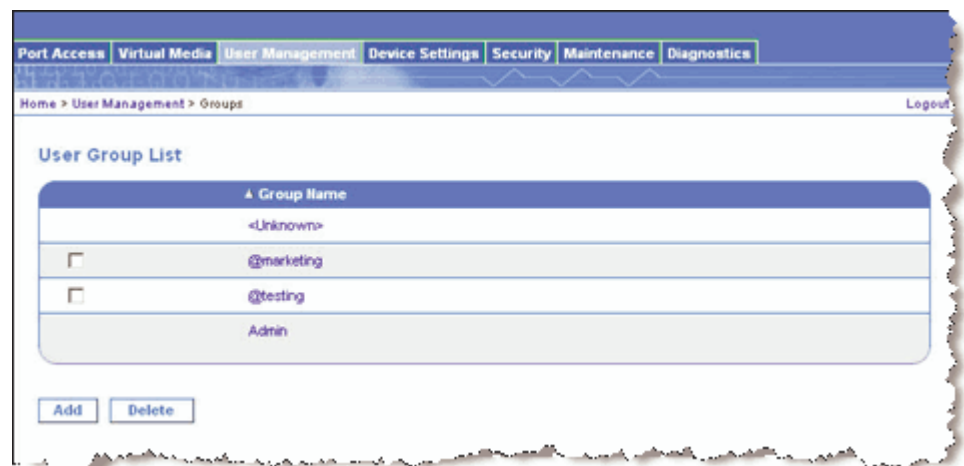 Port Access Virtual Media User Management Device Settings Security Maintenance Diagnostics
Home > User Management > Groups Logout
User Group List
▲ Group Name
<Unknown>
@marketing
@testing
Admin
Add Delete